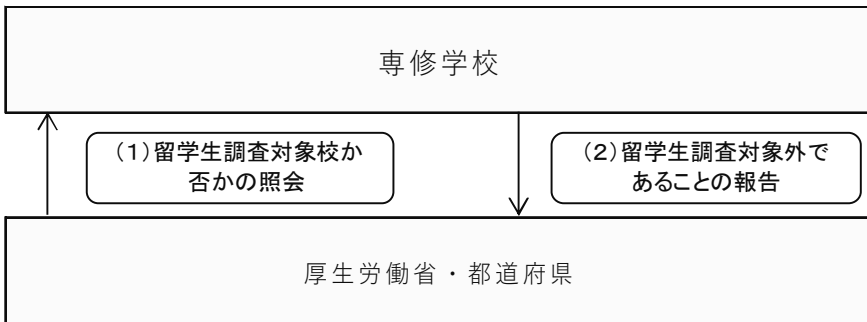 専修学校
(1)留学生調査対象校か
否かの照会
(2)留学生調査対象外で
あることの報告
厚生労働省・都道府県